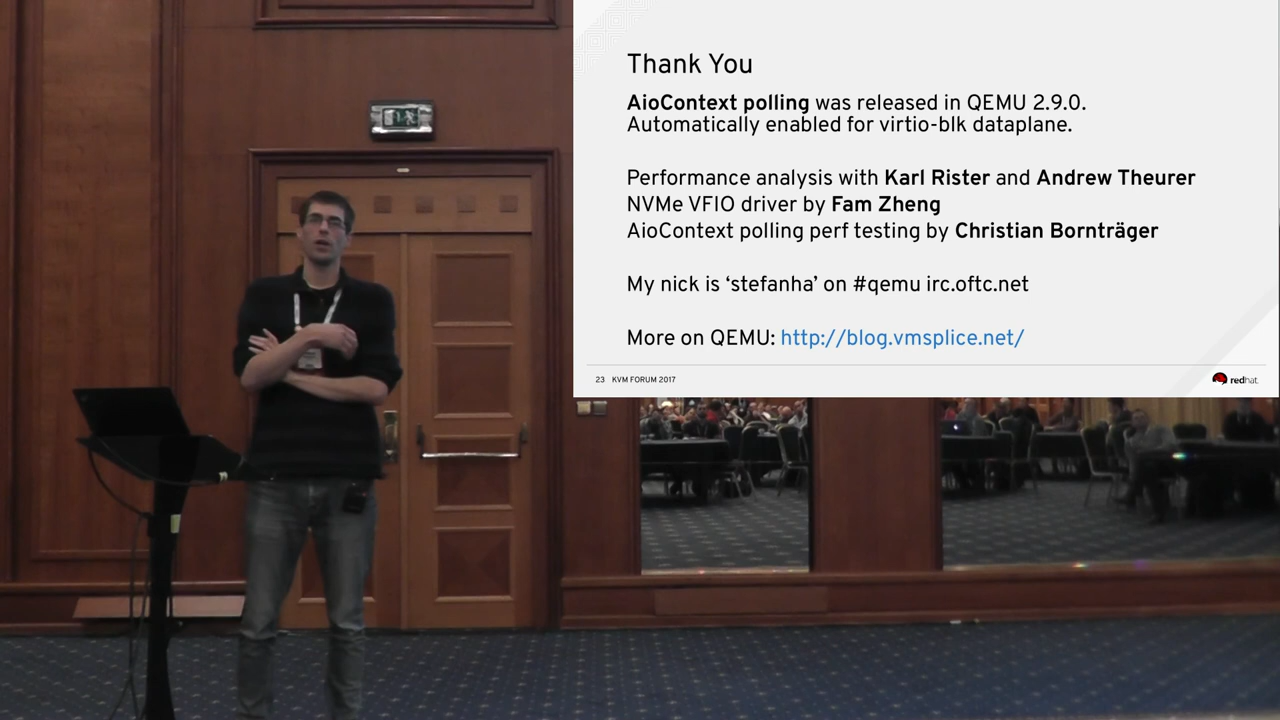 Thank You
AioContext polling was released in QEMU 2.9.0.
Automatically enabled for virtio-blk dataplane.
Performance analysis with Karl Rister and Andrew Theurer
NVMe VFIO driver by Fam Zheng
AioContext polling perf testing by Christian Bornträger
My nick is ‘stefanha’ on #qemu irc.oftc.net
More on QEMU: http://blog.vmsplice.net/
23 KVM FORUM 2017
redhat.